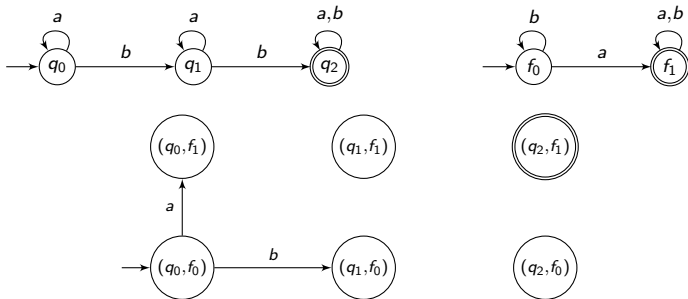 a a a,b b a,b
q0 b q1 b q2 f0 a f1
(q0,f1) (q1,f1) (q2,f1)
a
b
(q0,f0) (q1,f0) (q2,f0)